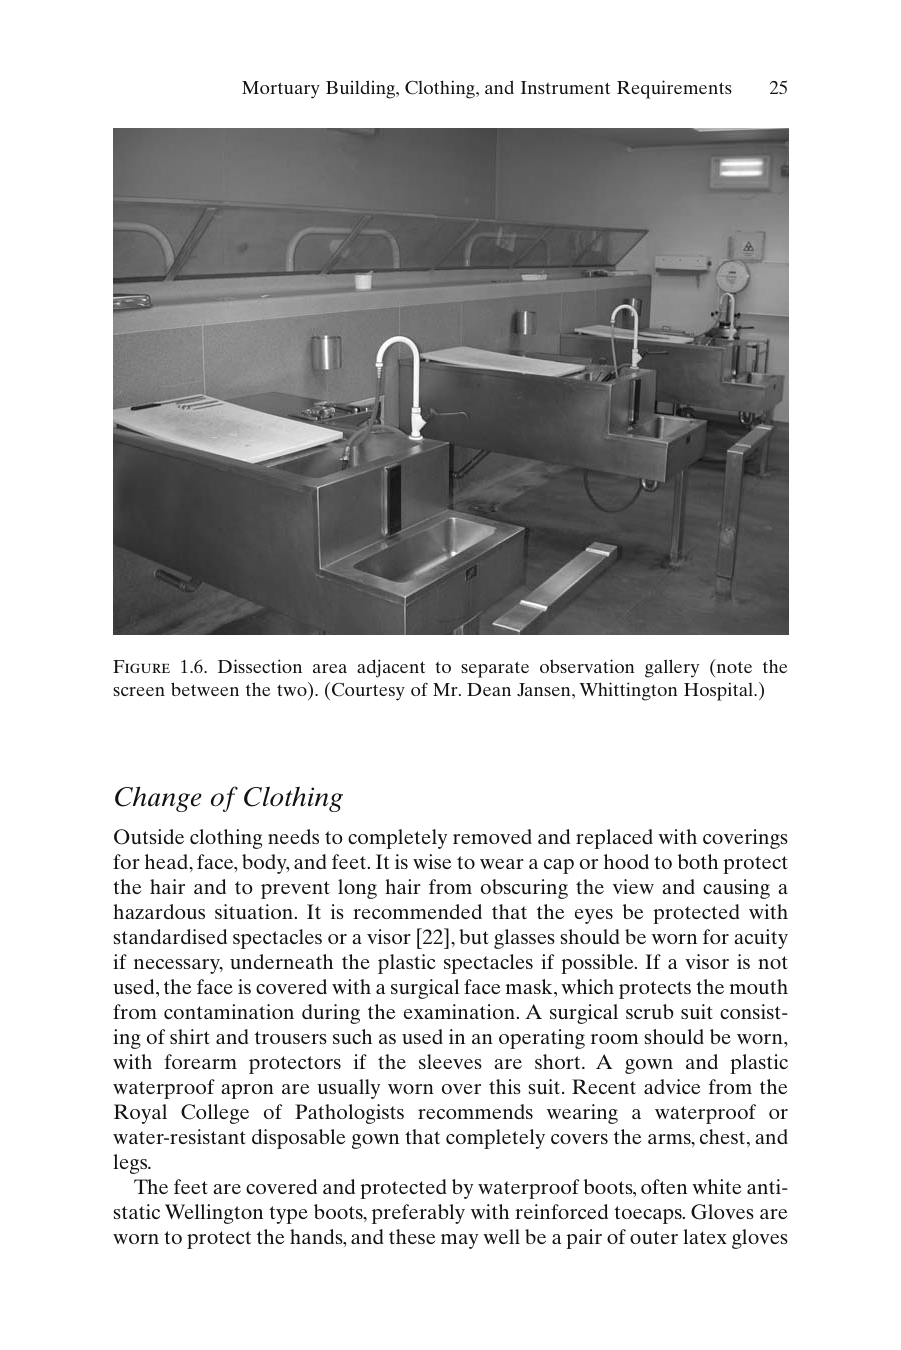 Mortuary Building, Clothing, and Instrument Requirements 25
FIGURE 1.6. Dissection area adjacent to separate observation gallery (note the
screen between the two). (Courtesy of Mr. Dean Jansen, Whittington Hospital.)
Change of Clothing
Outside clothing needs to completely removed and replaced with coverings
for head, face, body, and feet. It is wise to wear a cap or hood to both protect
the hair and to prevent long hair from obscuring the view and causing a
hazardous situation. It is recommended that the eyes be protected with
standardised spectacles or a visor [22], but glasses should be worn for acuity
if necessary, underneath the plastic spectacles if possible. If a visor is not
used, the face is covered with a surgical face mask, which protects the mouth
from contamination during the examination. A surgical scrub suit consist-
ing of shirt and trousers such as used in an operating room should be worn,
with forearm protectors if the sleeves are short. A gown and plastic
waterproof apron are usually worn over this suit. Recent advice from the
Royal College of Pathologists recommends wearing a waterproof or
water-resistant disposable gown that completely covers the arms, chest, and
legs.
The feet are covered and protected by waterproof boots, often white anti-
static Wellington type boots, preferably with reinforced toecaps. Gloves are
worn to protect the hands, and these may well be a pair of outer latex gloves